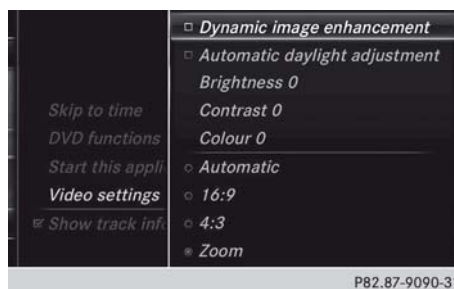 Skip to time
DVD functions
Start this appli
Video settings
Show track info
Dynamic image enhancement
Automatic daylight adjustment
Brightness 0
Contrast 0
Colour 0
Automatic
16:9
4:3
Zoom
P82.87-9090-31